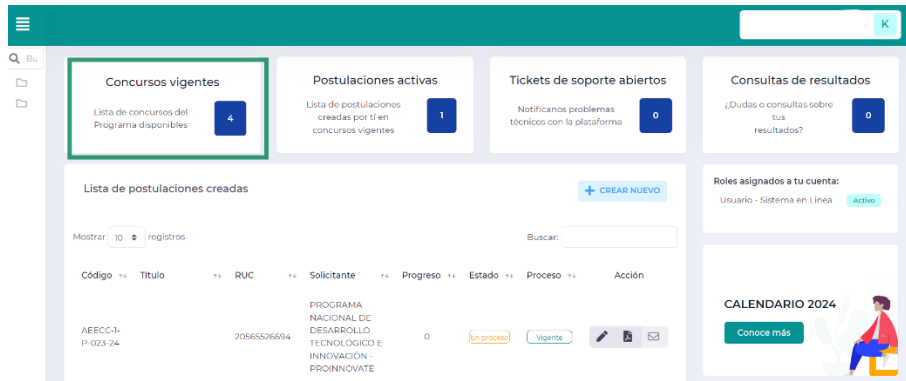 K
Bu
Concursos vigentes
Lista de concursos del
Programa disponibles
4
Postulaciones activas
Lista de postulaciones
creadas por tí en
concursos vigentes
1
Tickets de soporte abiertos
Notifícanos problemas
técnicos con la plataforma
0
Consultas de resultados
¿Dudas o consultas sobre
tus
resultados?
0
Lista de postulaciones creadas
+ CREAR NUEVO
Roles asignados a tu cuenta:
Usuario - Sistema en Linea Activo
Mostrar 10 registros
Buscar:
Código Título RUC Solicitante Progreso Estado Proceso Acción
AEECC-1-
P-023-24
20565526694
PROGRAMA
NACIONAL DE
DESARROLLO
TECNOLÓGICO E
INNOVACIÓN -
PROINNOVATE
0
En proceso
Vigente
CALENDARIO 2024
Conoce más